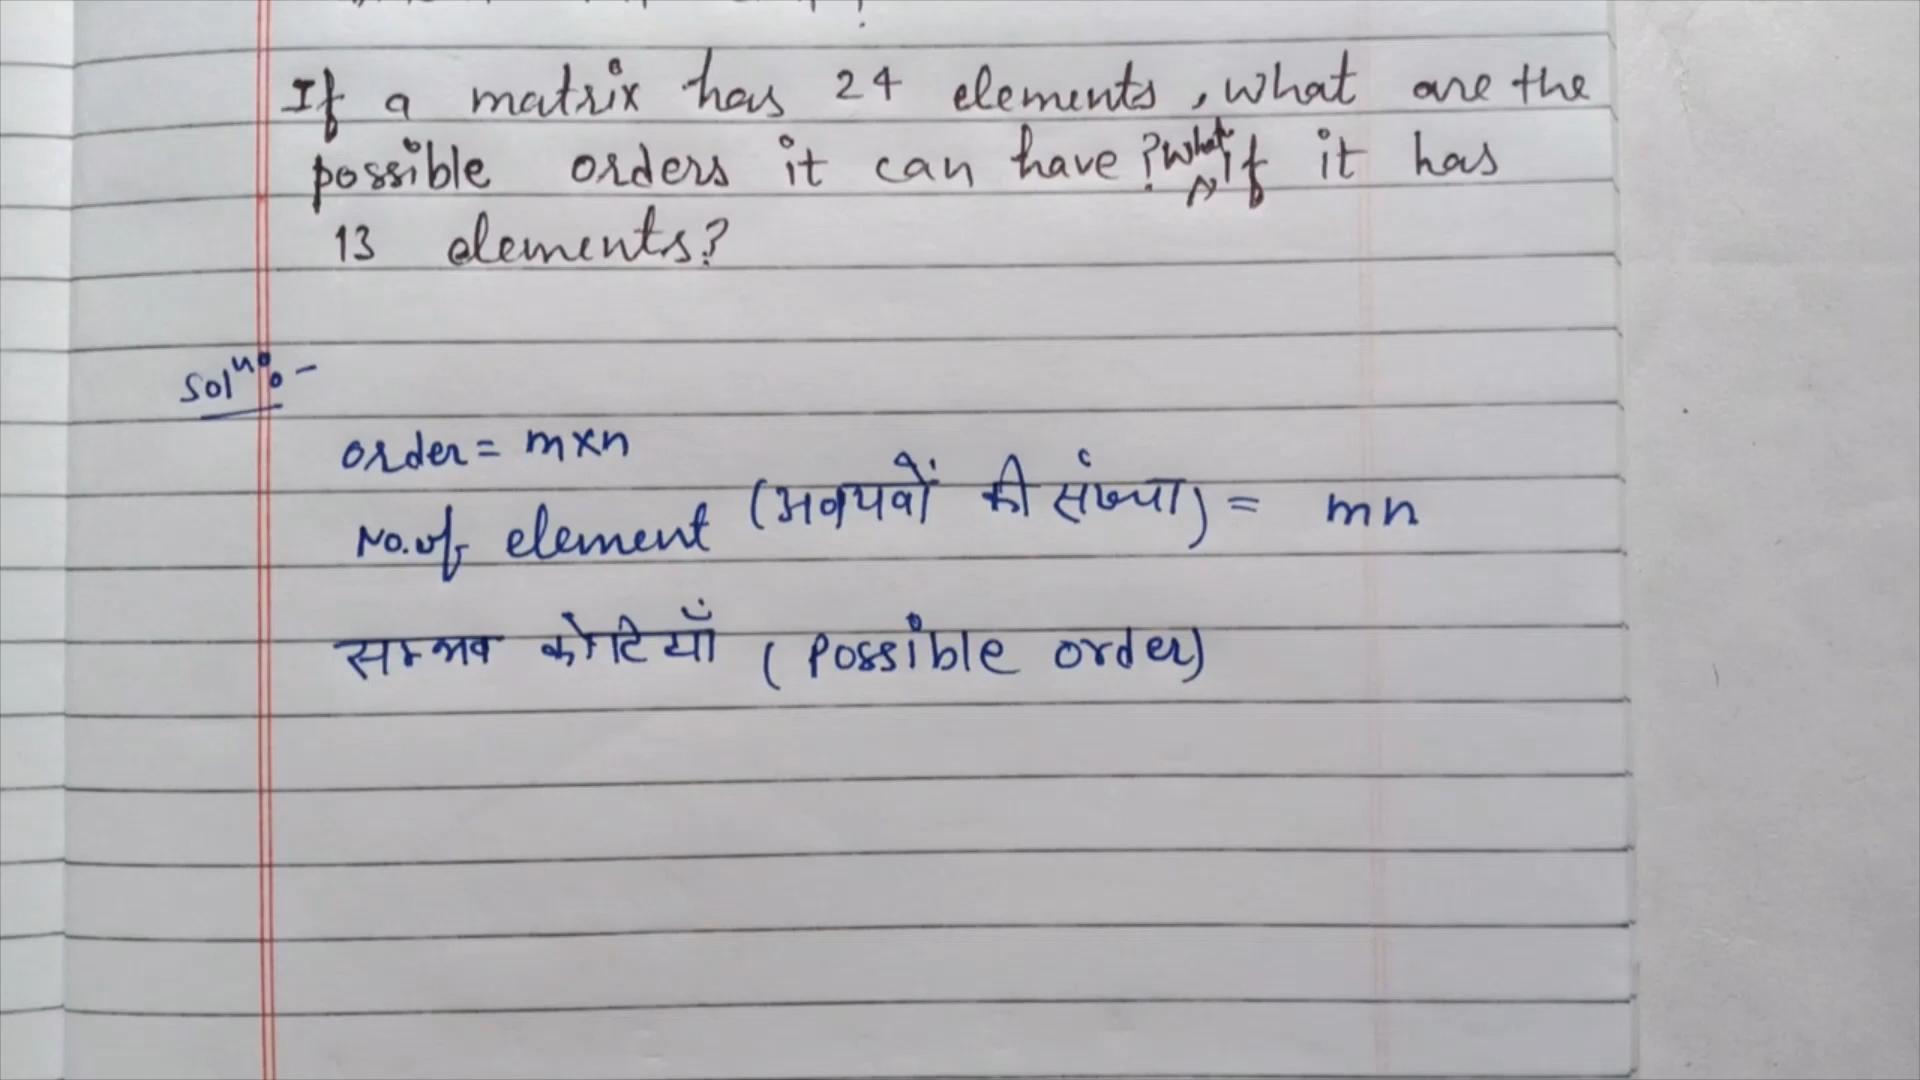 If a matrix has 24 elements, what are the
possible orders it can have? What if it has
13 elements?
Solⁿ:-
order = m×n
No. of element (अवयवों की संख्या) = mn
सम्भव कोटियाँ (Possible order)